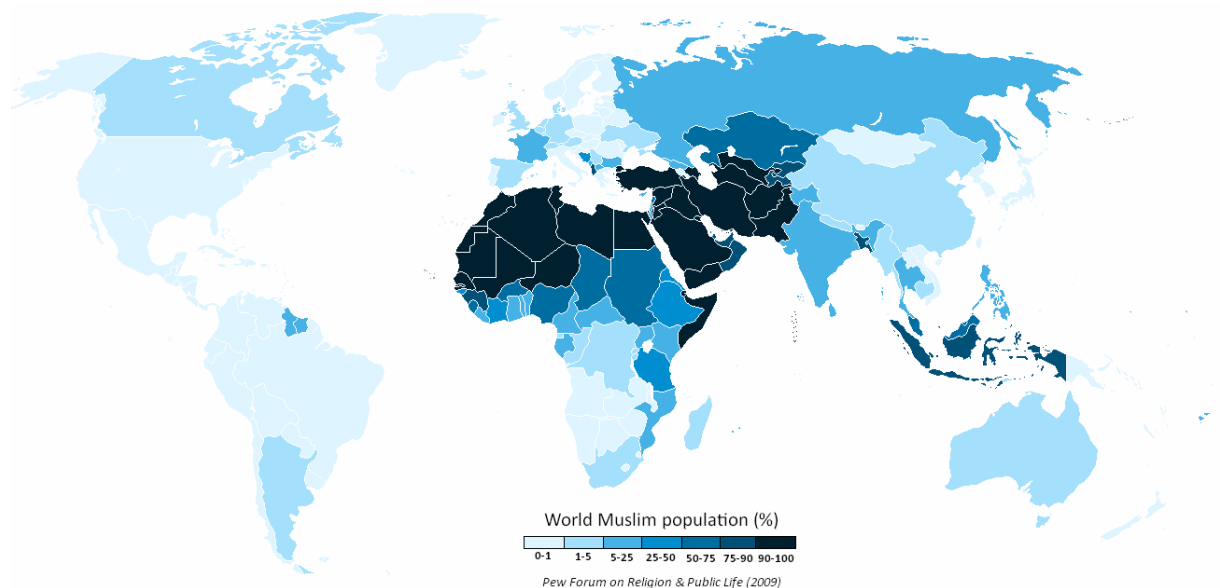 World Muslim population (%)
0-1 1-5 5-25 25-50 50-75 75-90 90-100
Pew Forum on Religion & Public Life (2009)